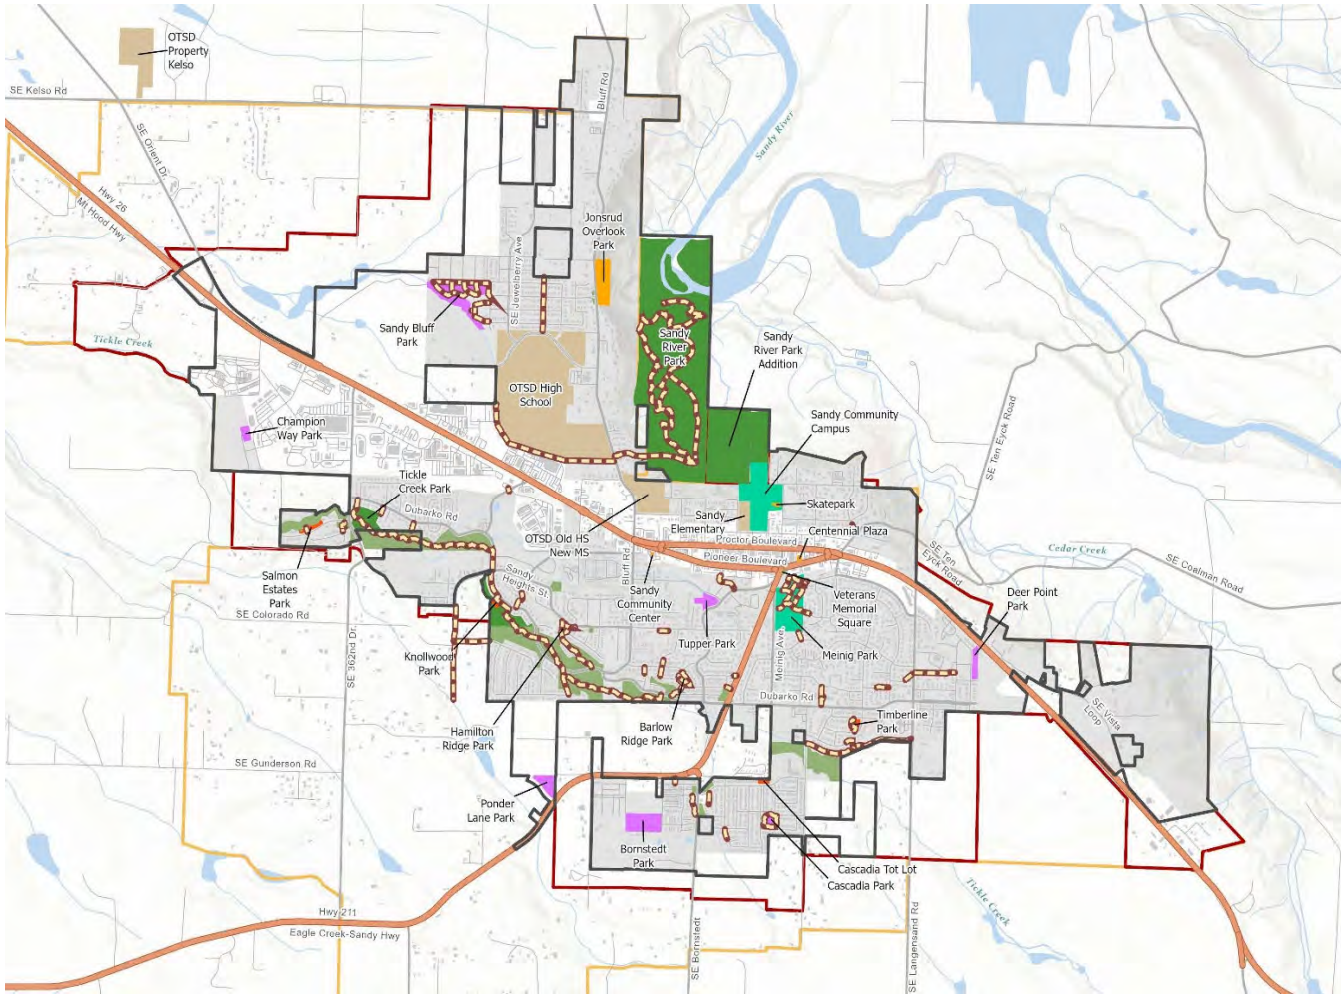 OTSD
Property
Kelso
SE Kelso Rd
SE Orient Dr.
Bluff Rd
Sandy River
Hwy 26
Mt Hood Hwy
Jonsrud
Overlook
Park
SE Jewelberry Ave
Sandy Bluff
Park
Sandy
River
Park
Sandy
River Park
Addition
Tickle Creek
OTSD High
School
SE Ten Eyck Road
Champion
Way Park
Sandy Community
Campus
Tickle
Creek Park
Dubarko Rd
Skatepark
Sandy
Elementary
Centennial Plaza
OTSD Old HS
New MS
Proctor Boulevard
Pioneer Boulevard
Bluff Rd
Cedar Creek
SE Ten
Eyck Road
SE Coalman Road
Salmon
Estates
Park
Sandy
Heights St
Sandy
Community
Center
Veterans
Memorial
Square
Deer Point
Park
SE Colorado Rd
SE 362nd Dr.
Tupper Park
Meinig Ave
Meinig Park
Knollwood
Park
Dubarko Rd
Hamilton
Ridge Park
Barlow
Ridge Park
Timberline
Park
SE Vista
Loop
SE Gunderson Rd
Ponder
Lane Park
Bornstedt
Park
Cascadia Tot Lot
Cascadia Park
Tickle Creek
Hwy 211
Eagle Creek-Sandy Hwy
SE Bornstedt
SE Langensand Rd